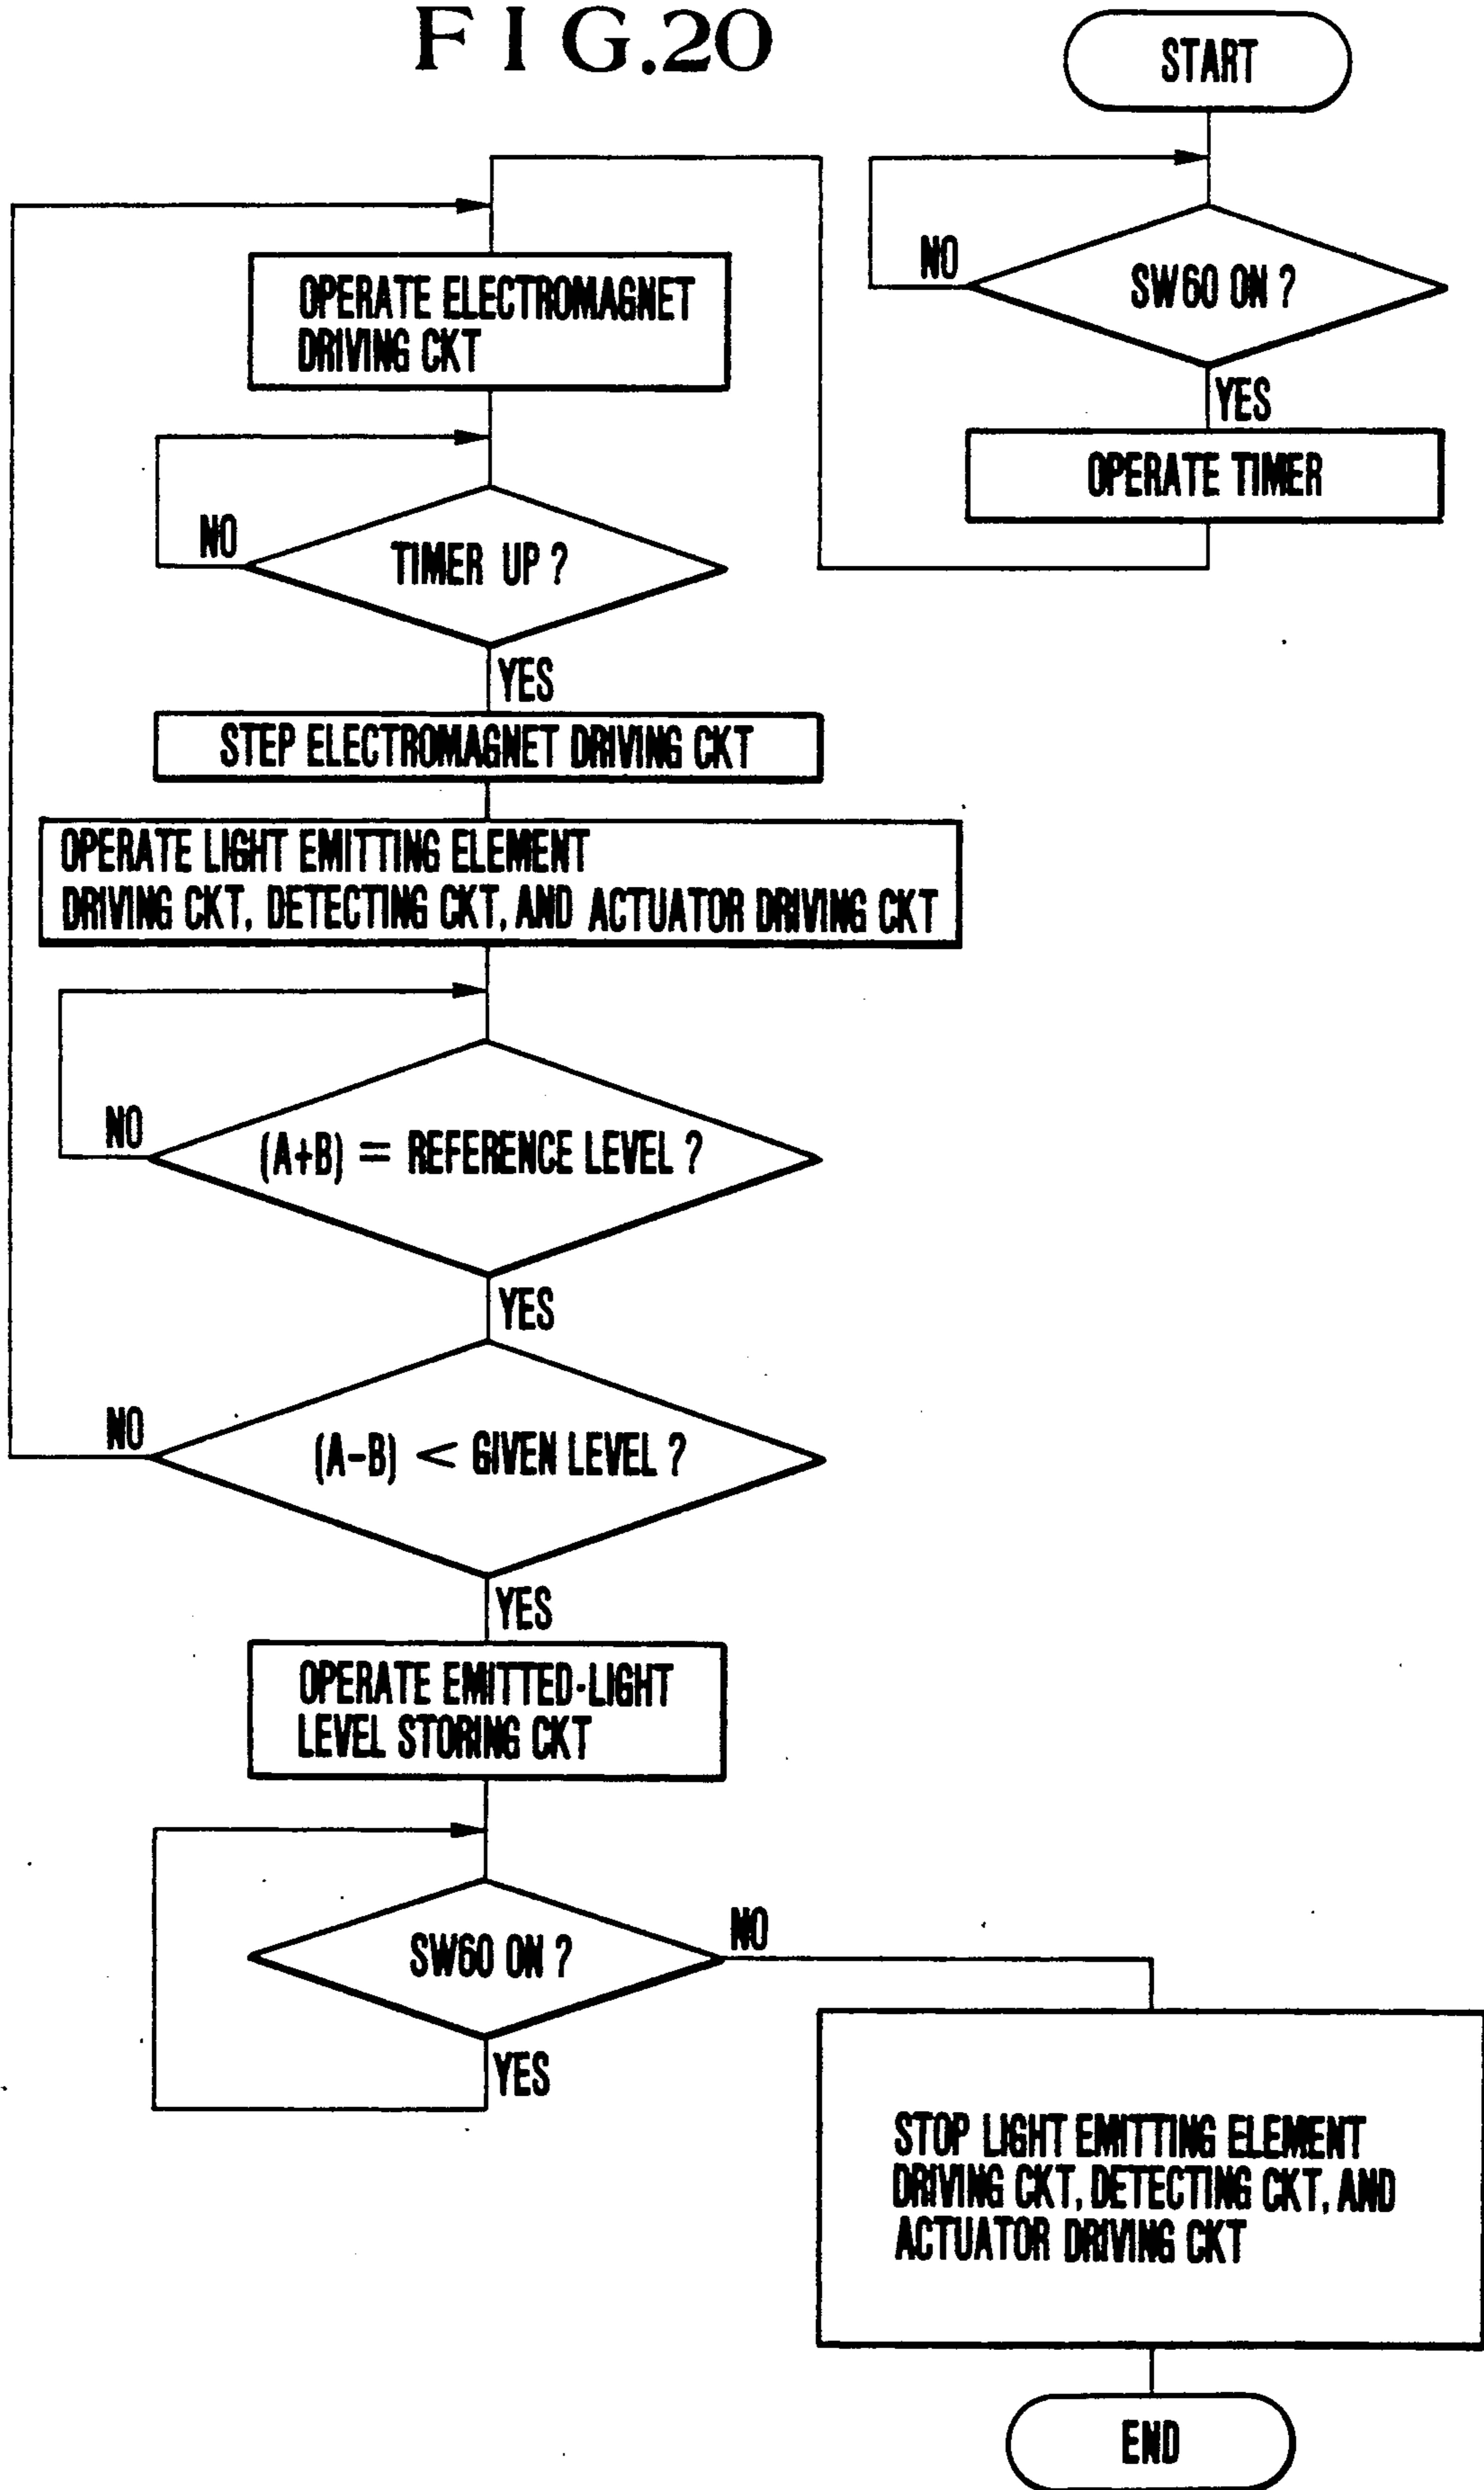 FIG.20
START
NO
SW60 ON ?
YES
OPERATE TIMER
OPERATE ELECTROMAGNET
DRIVING CKT
NO
TIMER UP ?
YES
STEP ELECTROMAGNET DRIVING CKT
OPERATE LIGHT EMITTING ELEMENT
DRIVING CKT, DETECTING CKT, AND ACTUATOR DRIVING CKT
NO
(A+B) = REFERENCE LEVEL ?
YES
NO
(A-B) < GIVEN LEVEL ?
YES
OPERATE EMITTED-LIGHT
LEVEL STORING CKT
SW60 ON ?
NO
YES
STOP LIGHT EMITTING ELEMENT
DRIVING CKT, DETECTING CKT, AND
ACTUATOR DRIVING CKT
END